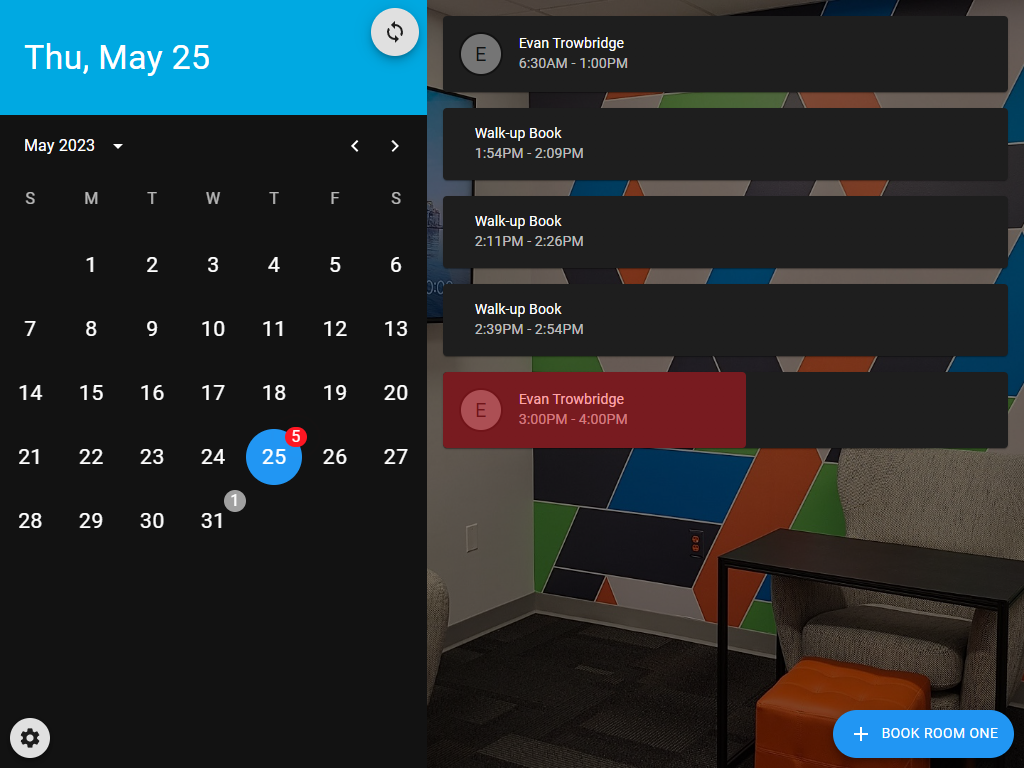 Thu, May 25
May 2023
S M T W T F S
1 2 3 4 5 6
7 8 9 10 11 12 13
14 15 16 17 18 19 20
21 22 23 24 25 5 26 27
28 29 30 31 1
E
Evan Trowbridge
6:30AM - 1:00PM
Walk-up Book
1:54PM - 2:09PM
Walk-up Book
2:11PM - 2:26PM
Walk-up Book
2:39PM - 2:54PM
E
Evan Trowbridge
3:00PM - 4:00PM
BOOK ROOM ONE